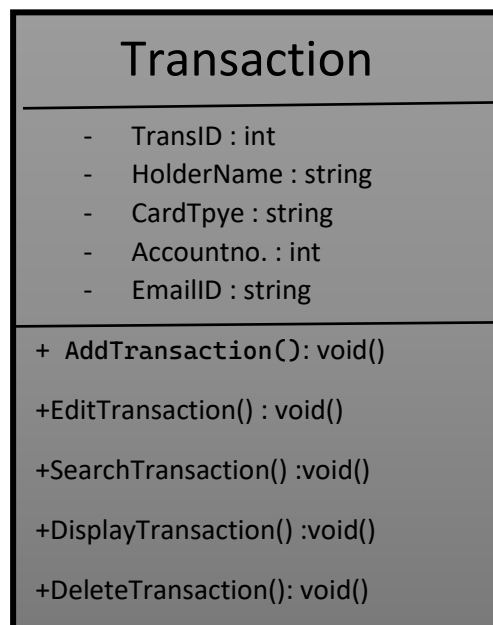 Transaction
- TransID : int
- HolderName : string
- CardTpye : string
- Accountno. : int
- EmailID : string
+ AddTransaction(): void()
+EditTransaction() : void()
+SearchTransaction() :void()
+DisplayTransaction() :void()
+DeleteTransaction(): void()